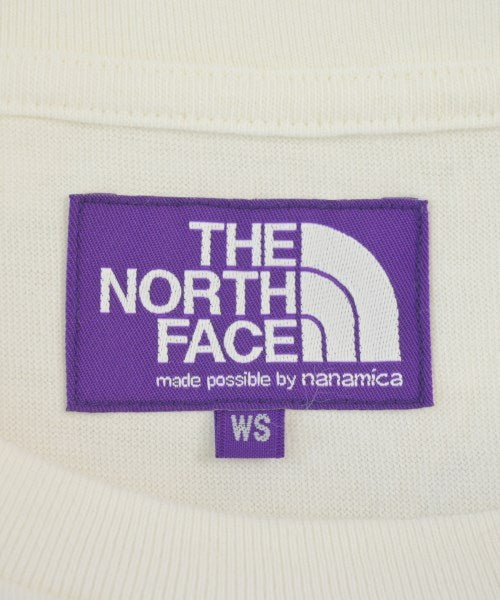 THE
NORTH
FACE
made possible by nanamica
WS